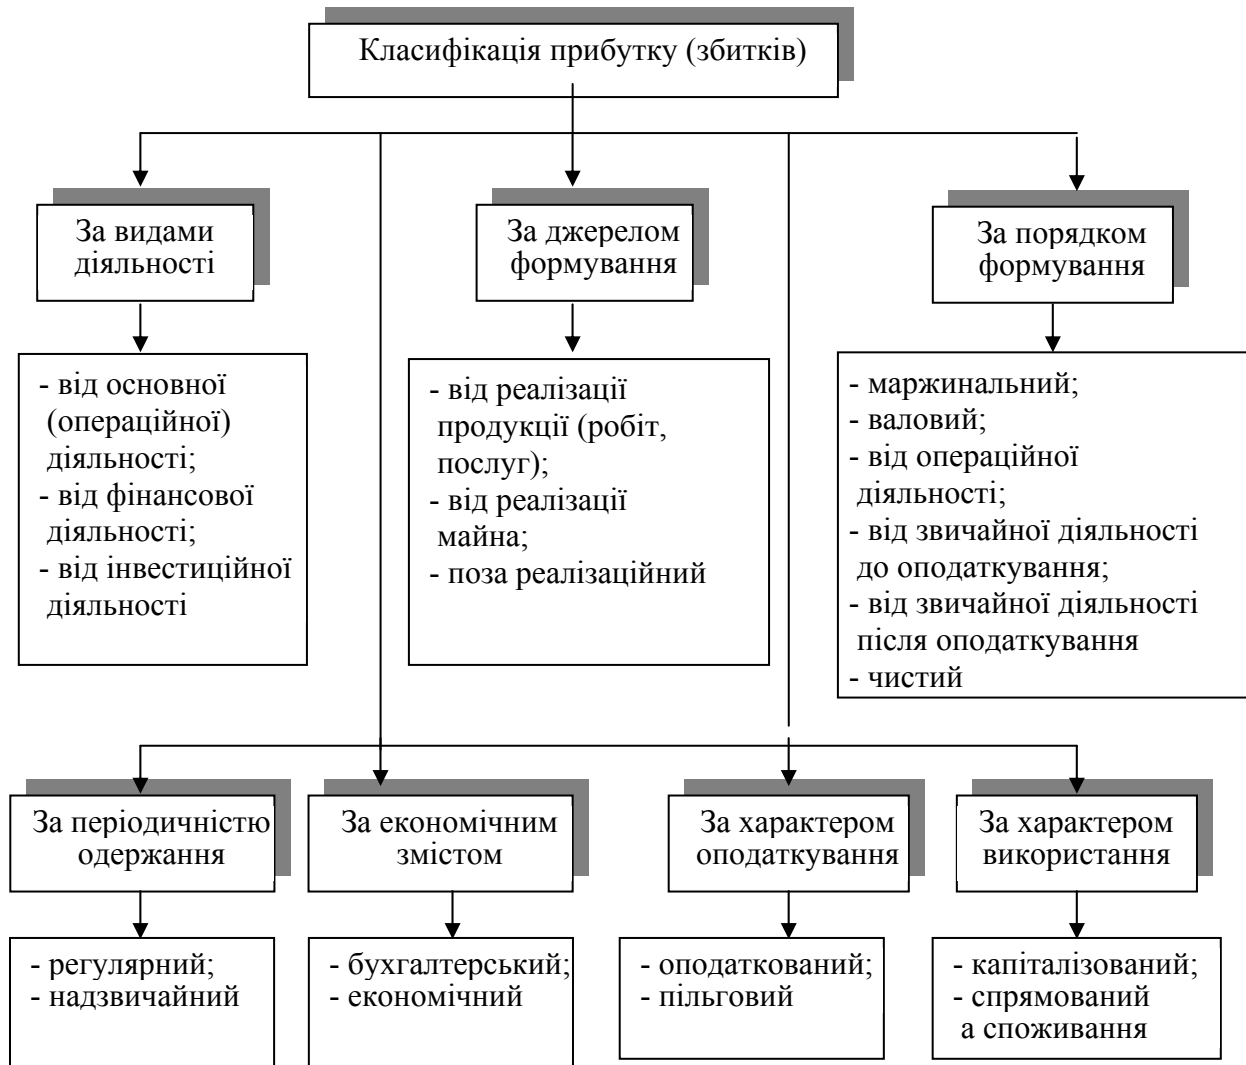 Класифікація прибутку (збитків)
За видами
діяльності
За джерелом
формування
За порядком
формування
- від основної
(операційної)
діяльності;
- від фінансової
діяльності;
- від інвестиційної
діяльності
- від реалізації
продукції (робіт,
послуг);
- від реалізації
майна;
- поза реалізаційний
- маржинальний;
- валовий;
- від операційної
діяльності;
- від звичайної діяльності
до оподаткування;
- від звичайної діяльності
після оподаткування
- чистий
За періодичністю
одержання
За економічним
змістом
За характером
оподаткування
За характером
використання
- регулярний;
- надзвичайний
- бухгалтерський;
- економічний
- оподаткований;
- пільговий
- капіталізований;
- спрямований
а споживання